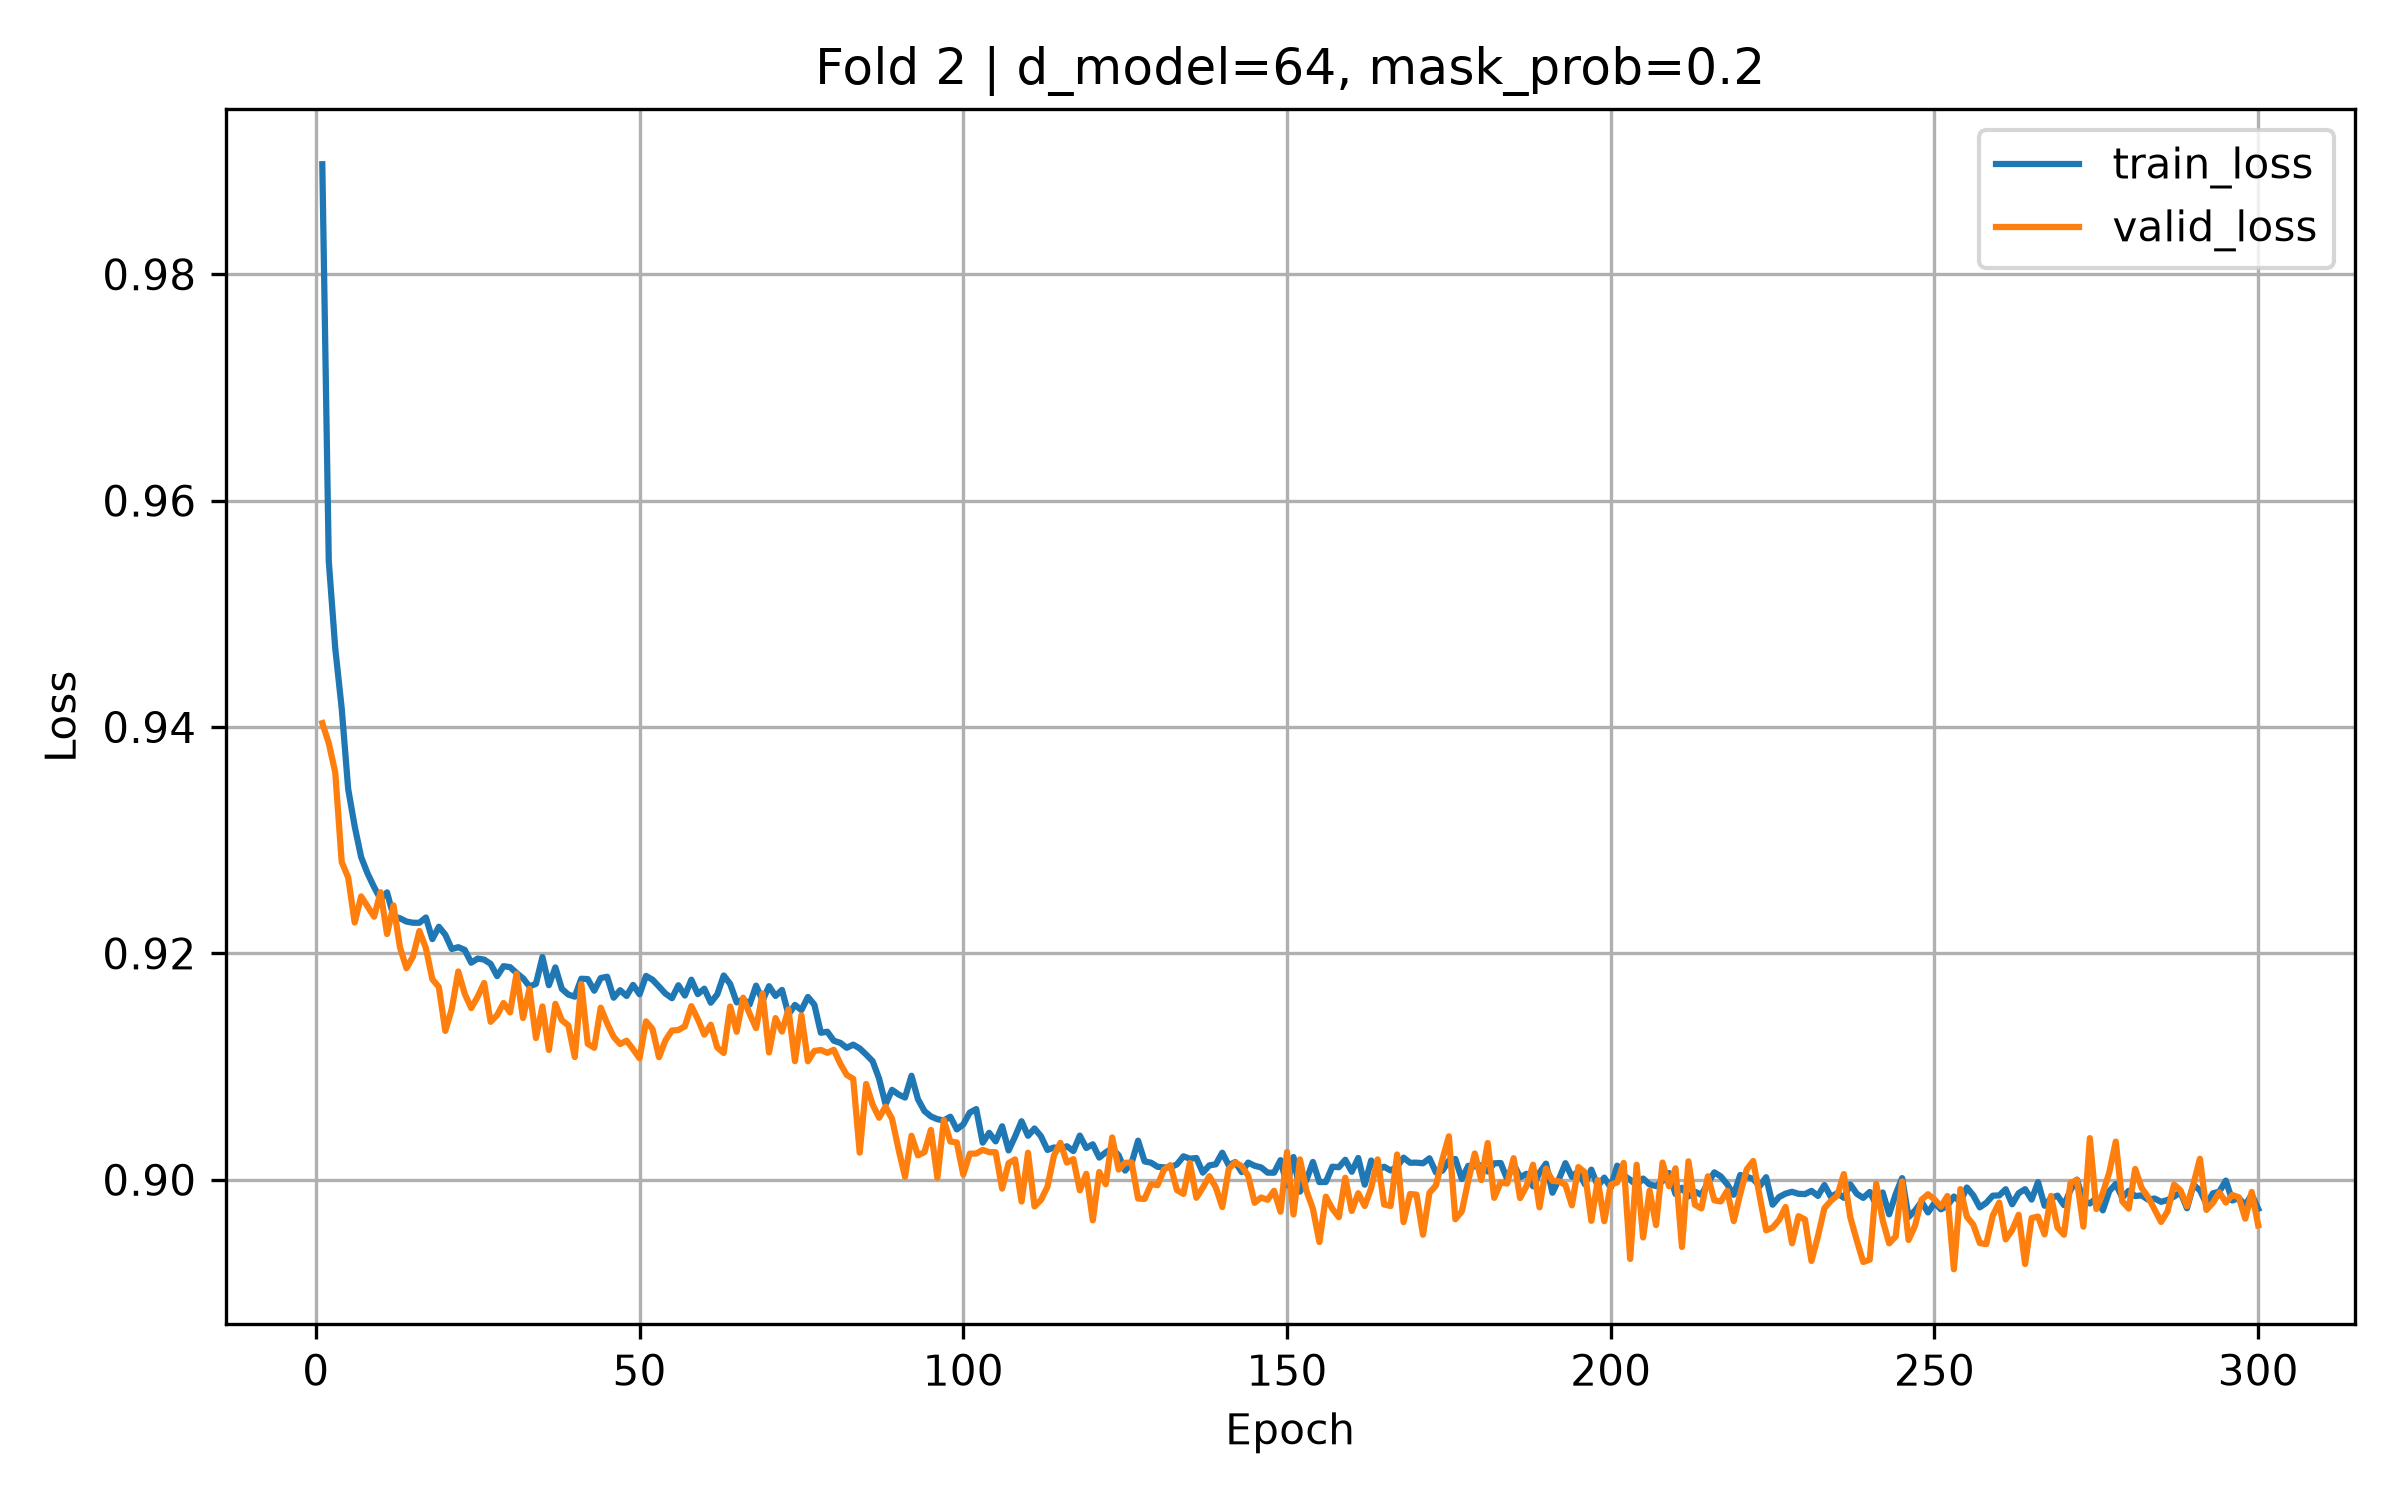 Fold 2 | d_model=64, mask_prob=0.2
train_loss
valid_loss
0.98
0.96
0.94
0.92
0.90
Loss
0 50 100 150 200 250 300
Epoch